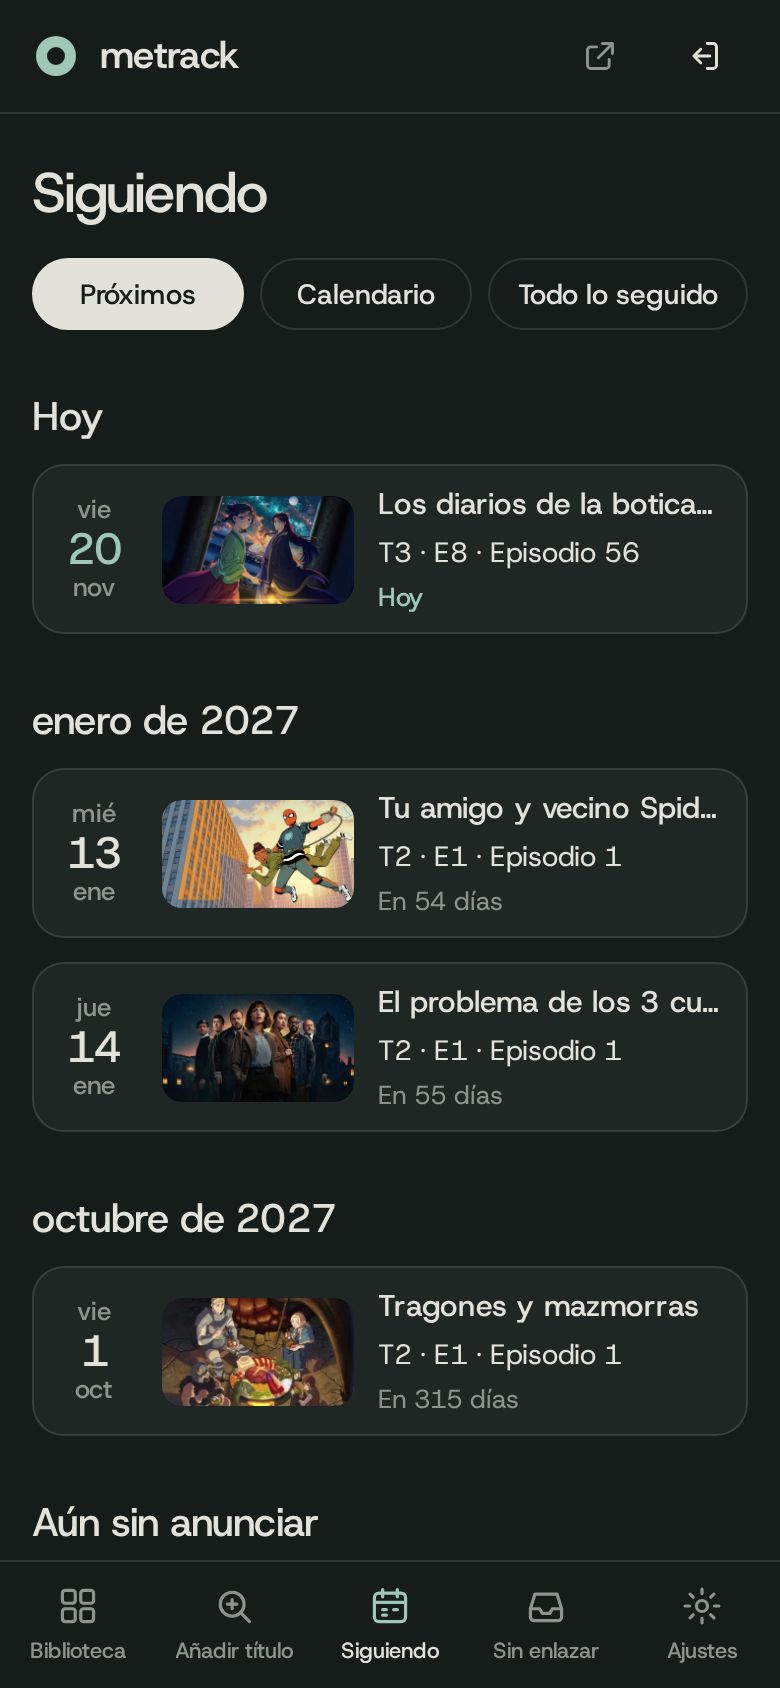 metrack
Siguiendo
Próximos
Calendario
Todo lo seguido
Hoy
vie
20
nov
Los diarios de la botica...
T3 · E8 · Episodio 56
Hoy
enero de 2027
mié
13
ene
Tu amigo y vecino Spid...
T2 · E1 · Episodio 1
En 54 días
jue
14
ene
El problema de los 3 cu...
T2 · E1 · Episodio 1
En 55 días
octubre de 2027
vie
1
oct
Tragones y mazmorras
T2 · E1 · Episodio 1
En 315 días
Aún sin anunciar
Biblioteca
Añadir título
Siguiendo
Sin enlazar
Ajustes